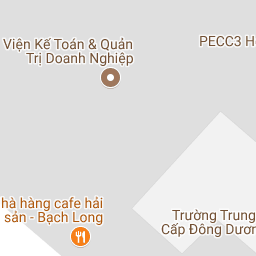 PECC3 H
Viện Kế Toán & Quản
Trị Doanh Nghiệp
hà hàng cafe hải
sản - Bạch Long
Trường Trung
Cấp Đông Dươn